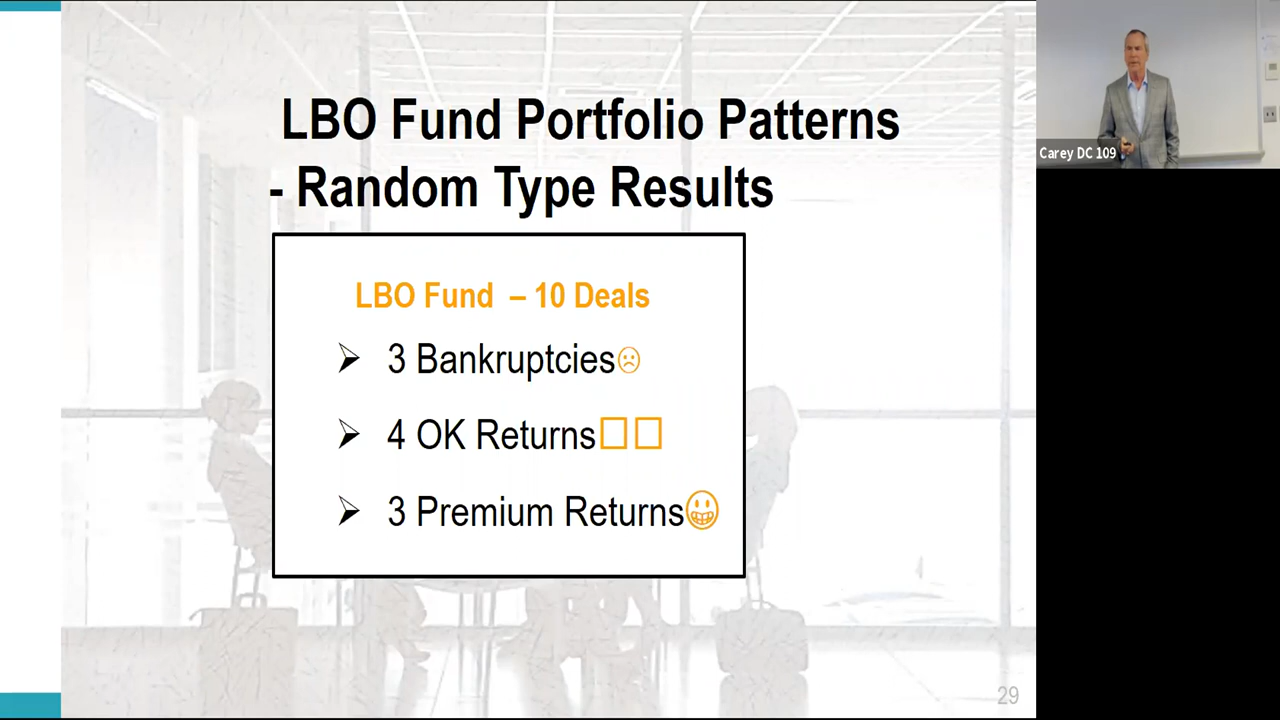 LBO Fund Portfolio Patterns
- Random Type Results
LBO Fund – 10 Deals
➢ 3 Bankruptcies☹
➢ 4 OK Returns□□
➢ 3 Premium Returns😀
29
Carey DC 109